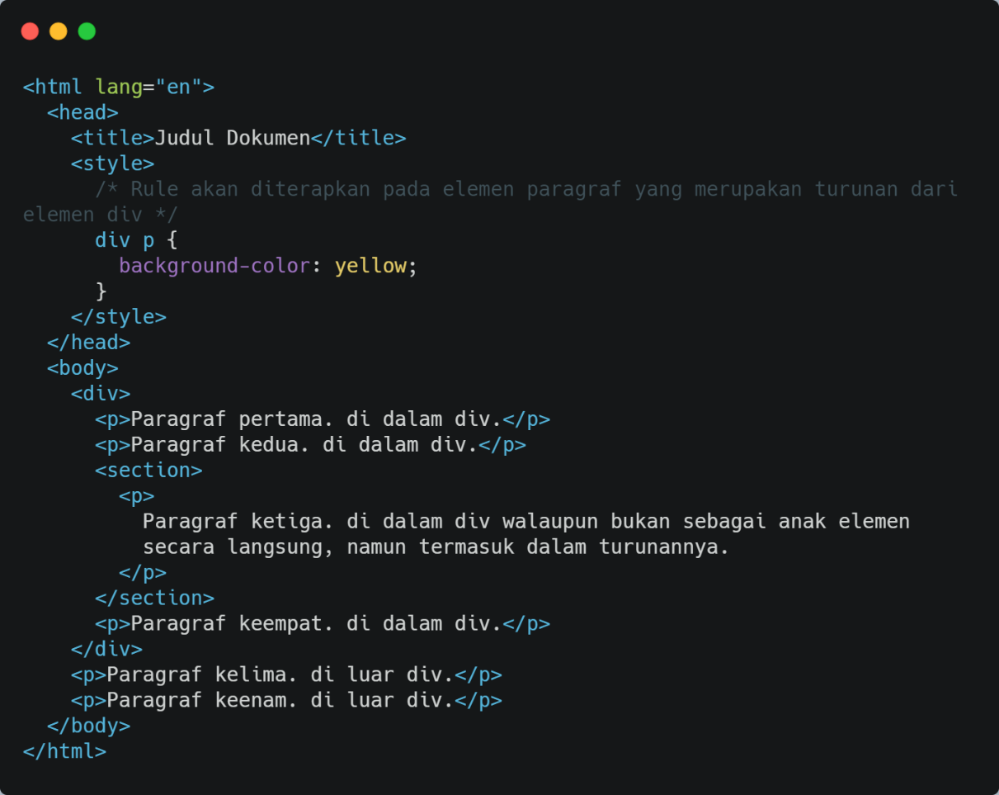 <html lang="en">
  <head>
    <title>Judul Dokumen</title>
    <style>
      /* Rule akan diterapkan pada elemen paragraf yang merupakan turunan dari
elemen div */
      div p {
        background-color: yellow;
      }
    </style>
  </head>
  <body>
    <div>
      <p>Paragraf pertama. di dalam div.</p>
      <p>Paragraf kedua. di dalam div.</p>
      <section>
        <p>
          Paragraf ketiga. di dalam div walaupun bukan sebagai anak elemen
          secara langsung, namun termasuk dalam turunannya.
        </p>
      </section>
      <p>Paragraf keempat. di dalam div.</p>
    </div>
    <p>Paragraf kelima. di luar div.</p>
    <p>Paragraf keenam. di luar div.</p>
  </body>
</html>